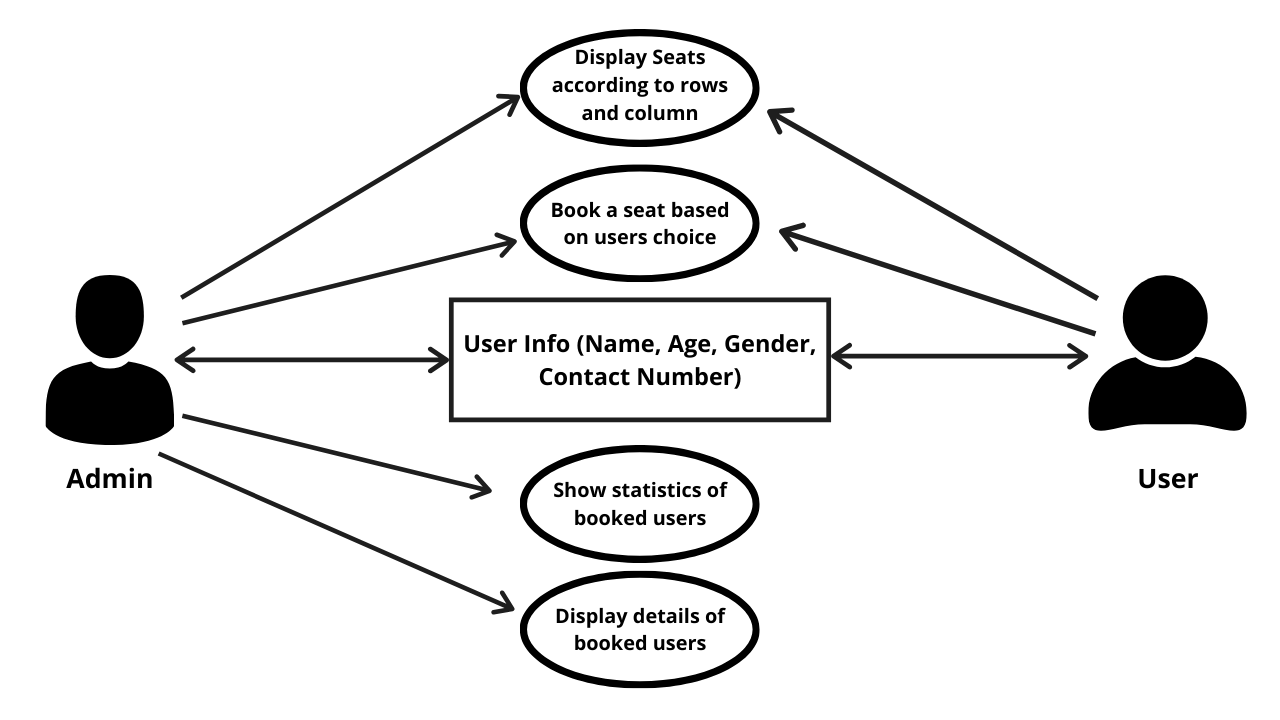 Display Seats
according to rows
and column
Book a seat based
on users choice
User Info (Name, Age, Gender,
Contact Number)
Admin
User
Show statistics of
booked users
Display details of
booked users